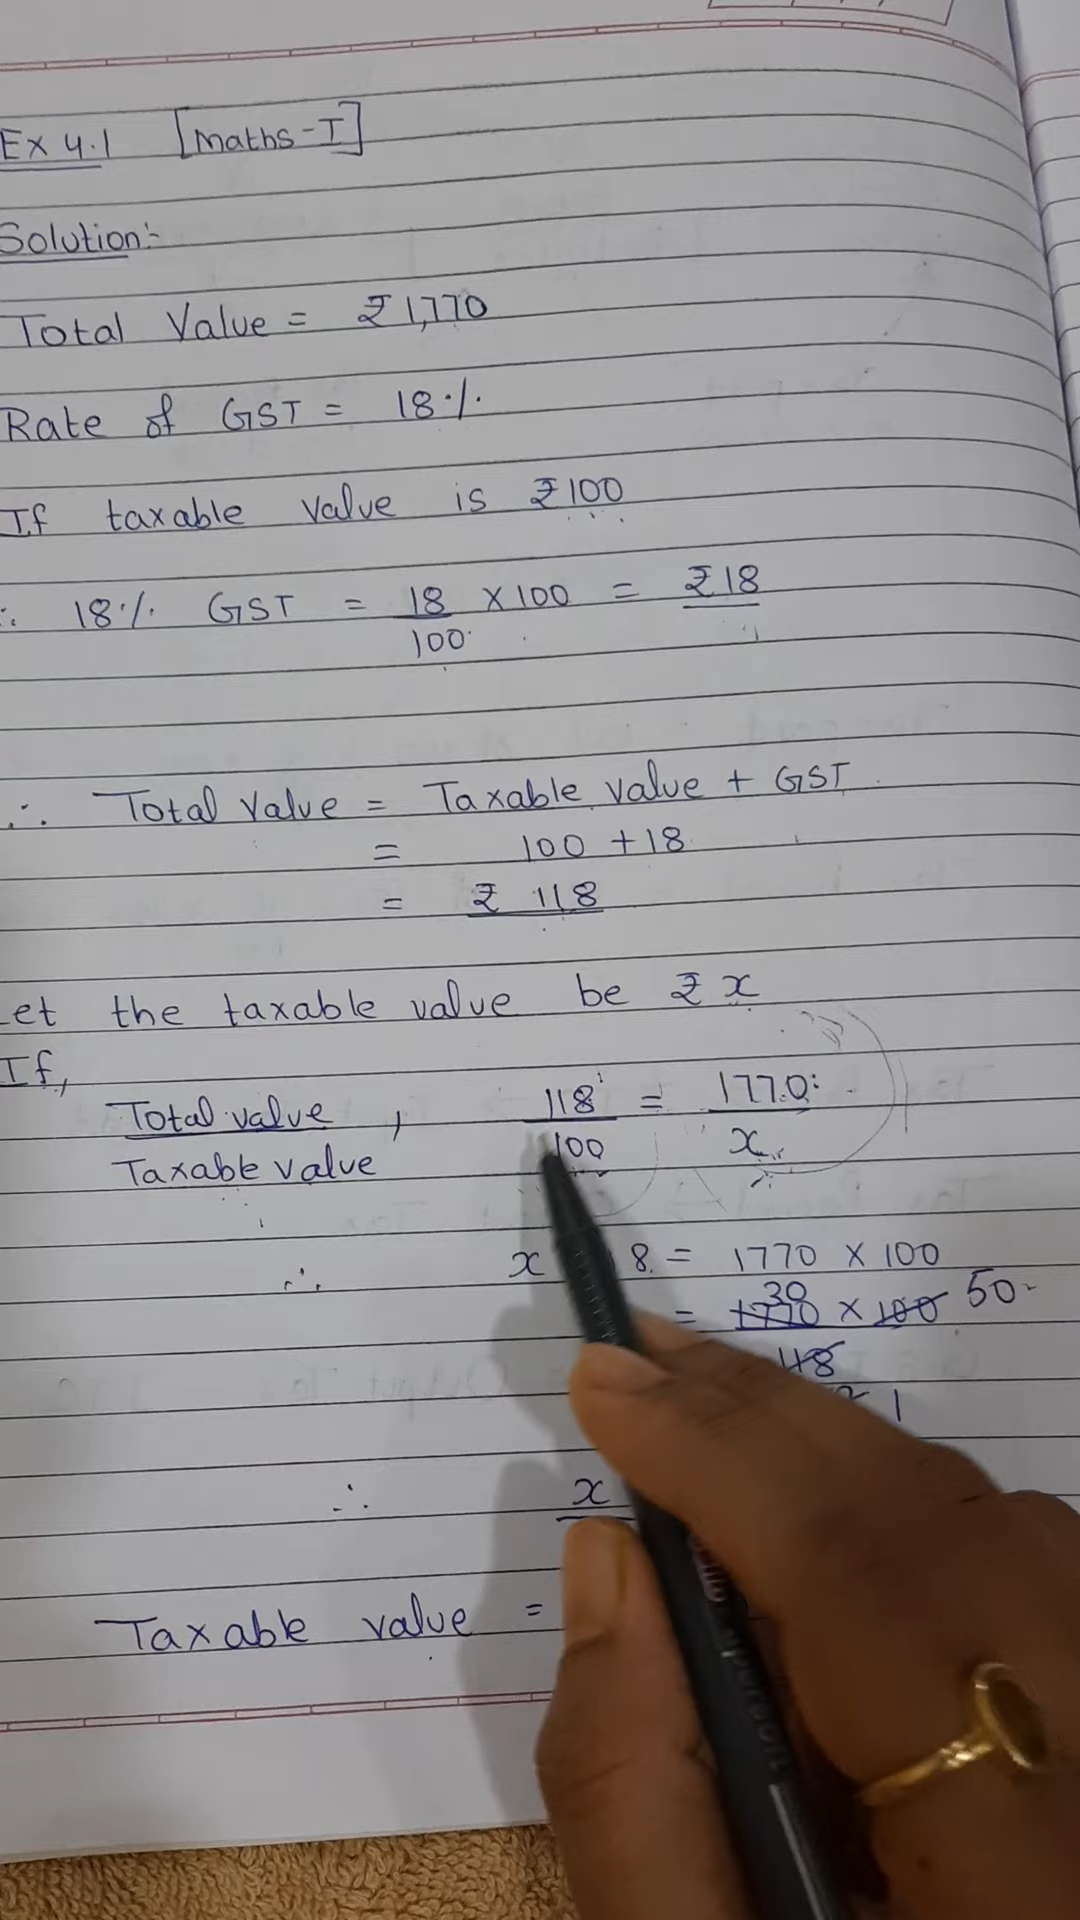 Ex 4.1 [Maths-I]
Solution:-
Total Value = ₹1,770
Rate of GST = 18%
If taxable value is ₹100
∴ 18% GST = 18/100 × 100 = ₹18
∴ Total Value = Taxable value + GST
= 100 + 18
= ₹ 118
Let the taxable value be ₹ x
If,
Total value / Taxable value , 118/100 = 1770/x
∴ x 18 = 1770 × 100
30 50
= 1770 × 100
118
1
∴ x
Taxable value =